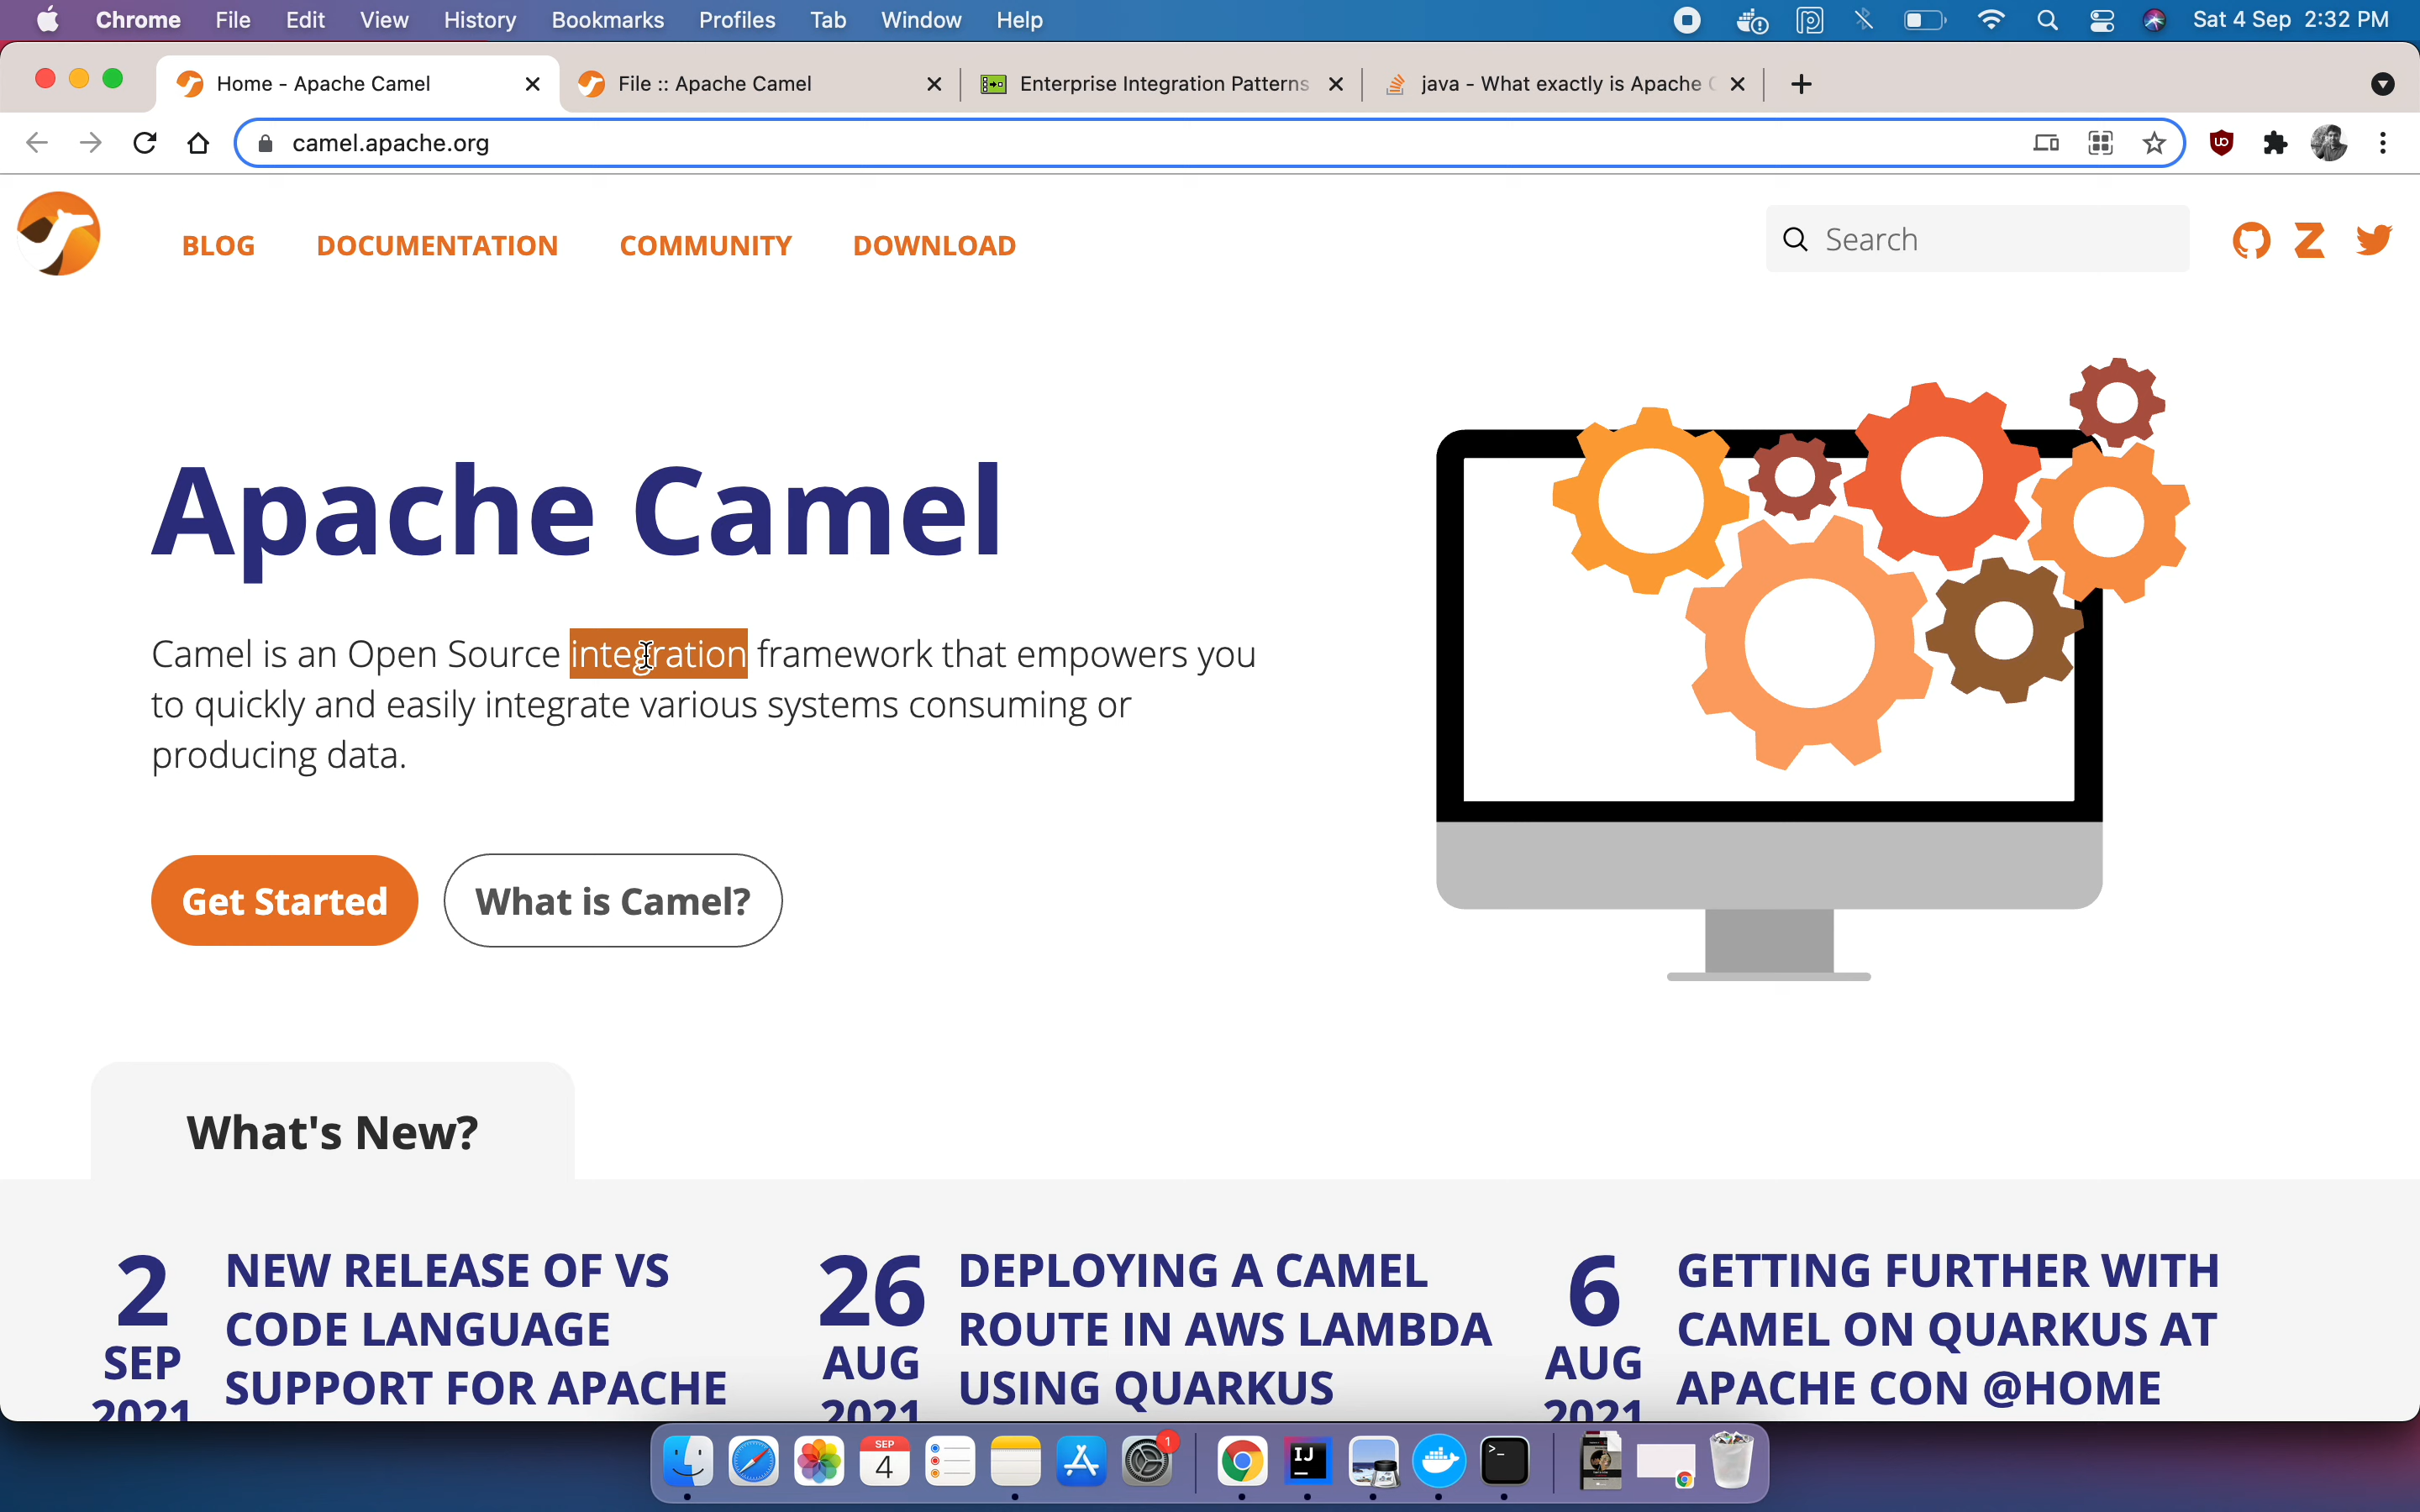 Chrome File Edit View History Bookmarks Profiles Tab Window Help Sat 4 Sep 2:32 PM
Home - Apache Camel File :: Apache Camel Enterprise Integration Patterns java - What exactly is Apache
camel.apache.org
BLOG DOCUMENTATION COMMUNITY DOWNLOAD Search
Apache Camel
Camel is an Open Source integration framework that empowers you
to quickly and easily integrate various systems consuming or
producing data.
Get Started What is Camel?
What's New?
2 SEP 2021
NEW RELEASE OF VS
CODE LANGUAGE
SUPPORT FOR APACHE
26 AUG 2021
DEPLOYING A CAMEL
ROUTE IN AWS LAMBDA
USING QUARKUS
6 AUG 2021
GETTING FURTHER WITH
CAMEL ON QUARKUS AT
APACHE CON @HOME
SEP
4
1
IJ